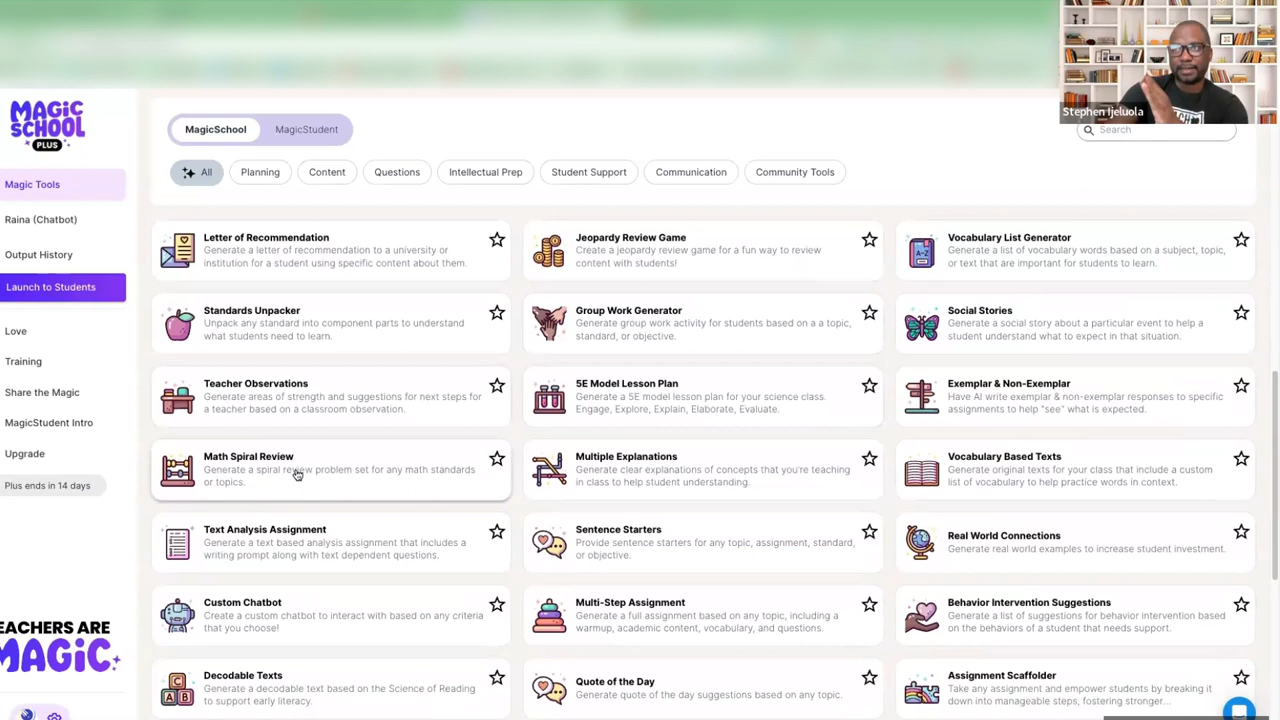 MAGIC
SCHOOL
PLUS
Stephen Ijeluola
MagicSchool
MagicStudent
Search
All
Planning
Content
Questions
Intellectual Prep
Student Support
Communication
Community Tools
Magic Tools
Raina (Chatbot)
Output History
Launch to Students
Love
Training
Share the Magic
MagicStudent Intro
Upgrade
Plus ends in 14 days
EACHERS ARE
MAGiC
Letter of Recommendation
Generate a letter of recommendation to a university or
institution for a student using specific content about them.
Jeopardy Review Game
Create a jeopardy review game for a fun way to review
content with students!
Vocabulary List Generator
Generate a list of vocabulary words based on a subject, topic,
or text that are important for students to learn.
Standards Unpacker
Unpack any standard into component parts to understand
what students need to learn.
Group Work Generator
Generate group work activity for students based on a a topic,
standard, or objective.
Social Stories
Generate a social story about a particular event to help a
student understand what to expect in that situation.
Teacher Observations
Generate areas of strength and suggestions for next steps for
a teacher based on a classroom observation.
5E Model Lesson Plan
Generate a 5E model lesson plan for your science class.
Engage, Explore, Explain, Elaborate, Evaluate.
Exemplar & Non-Exemplar
Have AI write exemplar & non-exemplar responses to specific
assignments to help "see" what is expected.
Math Spiral Review
Generate a spiral review problem set for any math standards
or topics.
Multiple Explanations
Generate clear explanations of concepts that you're teaching
in class to help student understanding.
Vocabulary Based Texts
Generate original texts for your class that include a custom
list of vocabulary to help practice words in context.
Text Analysis Assignment
Generate a text based analysis assignment that includes a
writing prompt along with text dependent questions.
Sentence Starters
Provide sentence starters for any topic, assignment, standard,
or objective.
Real World Connections
Generate real world examples to increase student investment.
Custom Chatbot
Create a custom chatbot to interact with based on any criteria
that you choose!
Multi-Step Assignment
Generate a full assignment based on any topic, including a
warmup, academic content, vocabulary, and questions.
Behavior Intervention Suggestions
Generate a list of suggestions for behavior intervention based
on the behaviors of a student that needs support.
Decodable Texts
Generate a decodable text based on the Science of Reading
to support early literacy.
Quote of the Day
Generate quote of the day suggestions based on any topic.
Assignment Scaffolder
Take any assignment and empower students by breaking it
down into manageable steps, fostering stronger...